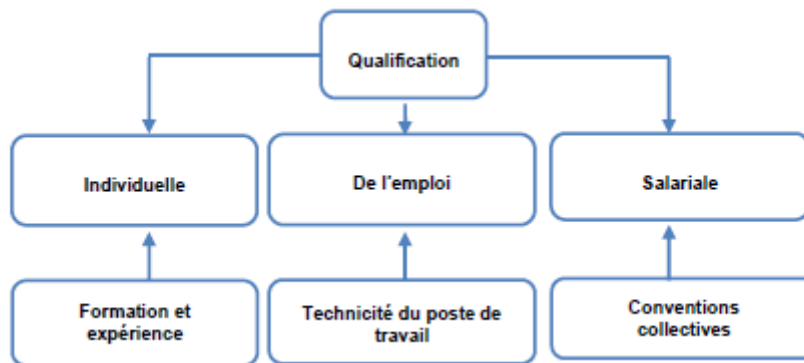 Qualification
Individuelle
De l'emploi
Salariale
Formation et
expérience
Technicité du poste de
travail
Conventions
collectives